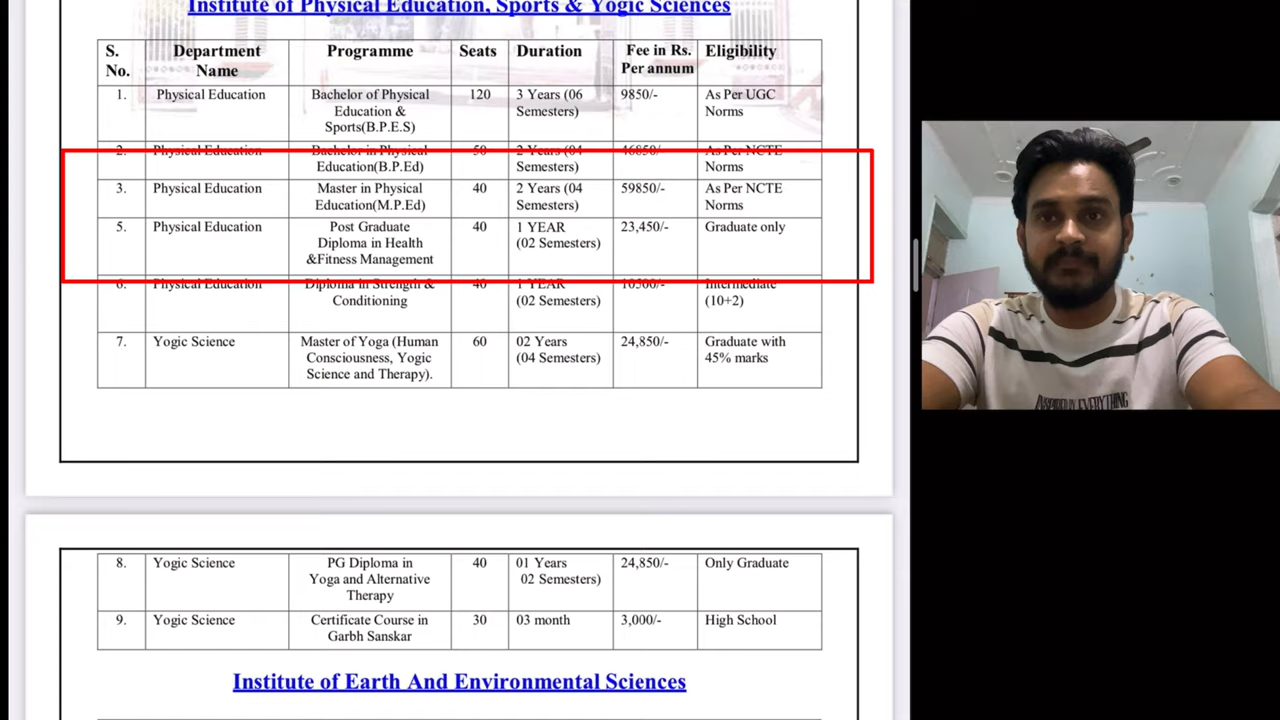 Institute of Physical Education, Sports & Yogic Sciences
S. No. Department Name Programme Seats Duration Fee in Rs. Per annum Eligibility
1. Physical Education Bachelor of Physical Education & Sports(B.P.E.S) 120 3 Years (06 Semesters) 9850/- As Per UGC Norms
2. Physical Education Bachelor in Physical Education(B.P.Ed) 50 2 Years (04 Semesters) 46850/- As Per NCTE Norms
3. Physical Education Master in Physical Education(M.P.Ed) 40 2 Years (04 Semesters) 59850/- As Per NCTE Norms
5. Physical Education Post Graduate Diploma in Health &Fitness Management 40 1 YEAR (02 Semesters) 23,450/- Graduate only
6. Physical Education Diploma in Strength & Conditioning 40 1 YEAR (02 Semesters) 10500/- Intermediate (10+2)
7. Yogic Science Master of Yoga (Human Consciousness, Yogic Science and Therapy). 60 02 Years (04 Semesters) 24,850/- Graduate with 45% marks
8. Yogic Science PG Diploma in Yoga and Alternative Therapy 40 01 Years 02 Semesters) 24,850/- Only Graduate
9. Yogic Science Certificate Course in Garbh Sanskar 30 03 month 3,000/- High School
Institute of Earth And Environmental Sciences
INSPIRED BY EVERYTHING